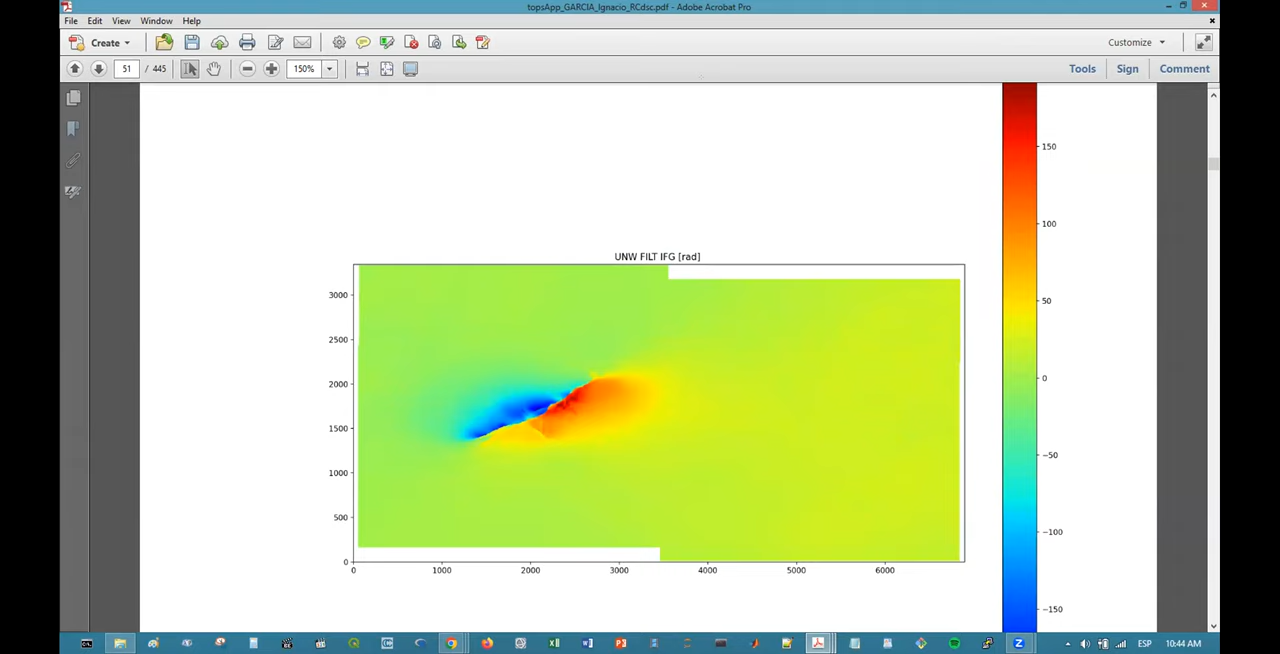 topsApp_GARCIA_Ignacio_RCdsc.pdf - Adobe Acrobat Pro
File Edit View Window Help
Create Customize
51 / 445 150% Tools Sign Comment
UNW FILT IFG [rad]
3000
2500
2000
1500
1000
500
0
0 1000 2000 3000 4000 5000 6000
150
100
50
0
−50
−100
−150
ESP 10:44 AM